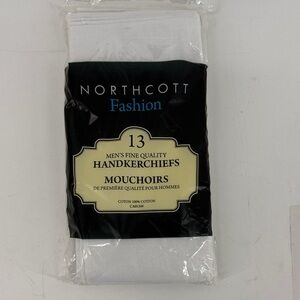 NORTHCOTT
Fashion
13
MEN'S FINE QUALITY
HANDKERCHIEFS
MOUCHOIRS
DE PREMIÈRE QUALITÉ POUR HOMMES
COTON 100% COTTON